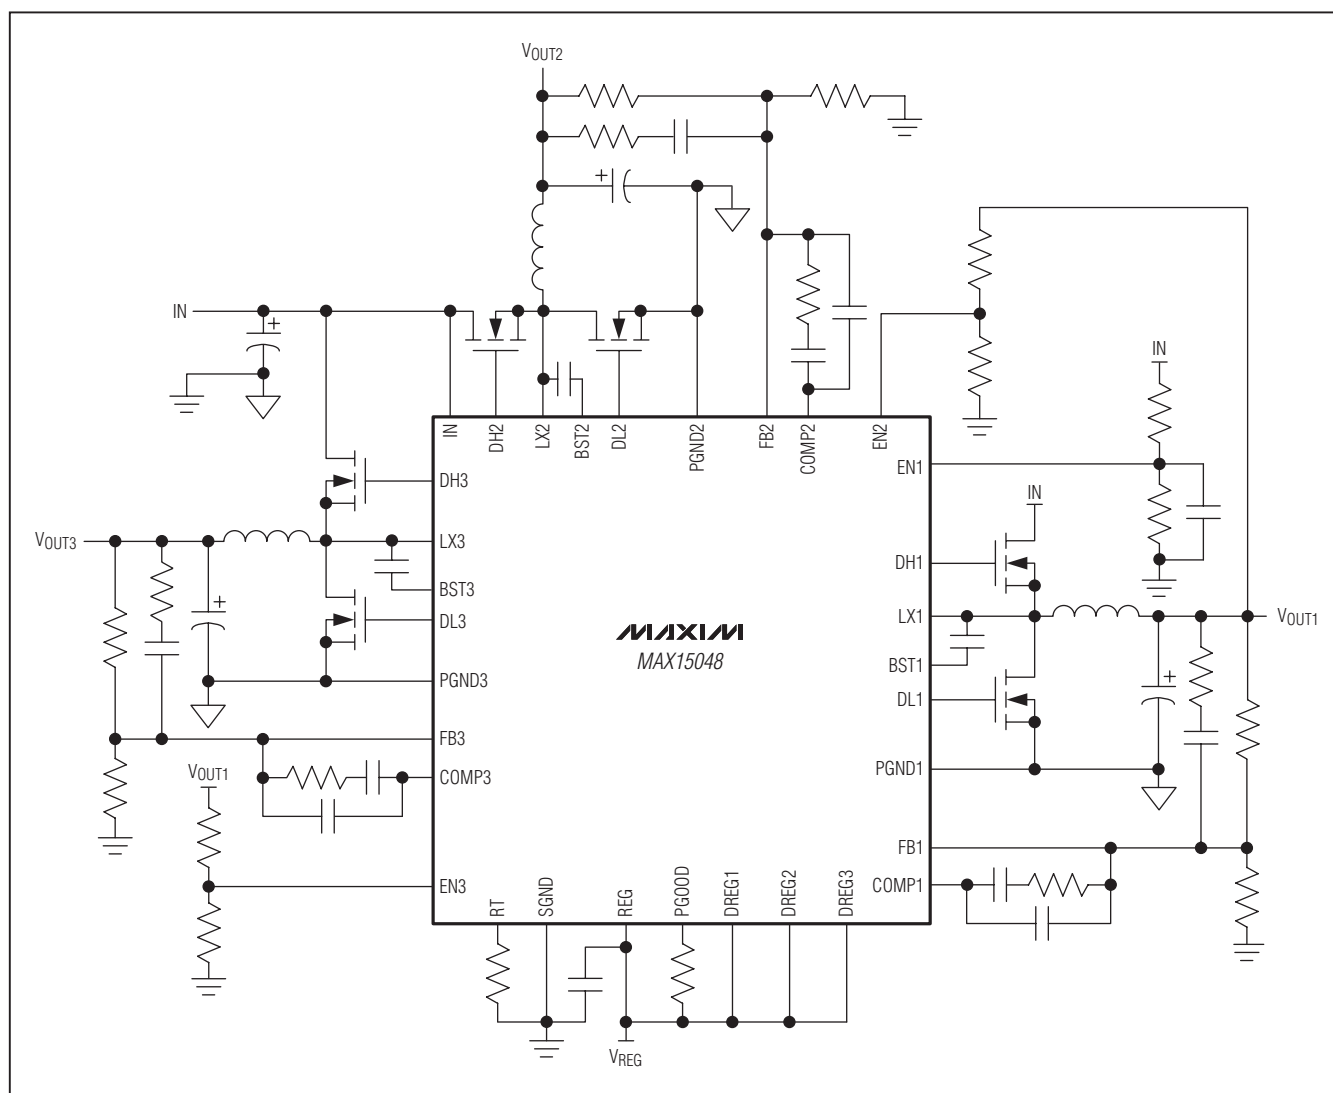 VOUT2
IN
IN
DH2
LX2
BST2
DL2
PGND2
FB2
COMP2
EN2
IN
EN1
DH3
IN
VOUT3
LX3
DH1
BST3
LX1
VOUT1
DL3
MAXIM
MAX15048
BST1
PGND3
DL1
FB3
VOUT1
COMP3
PGND1
FB1
EN3
COMP1
RT
SGND
REG
PGOOD
DREG1
DREG2
DREG3
VREG
+
+
+
+